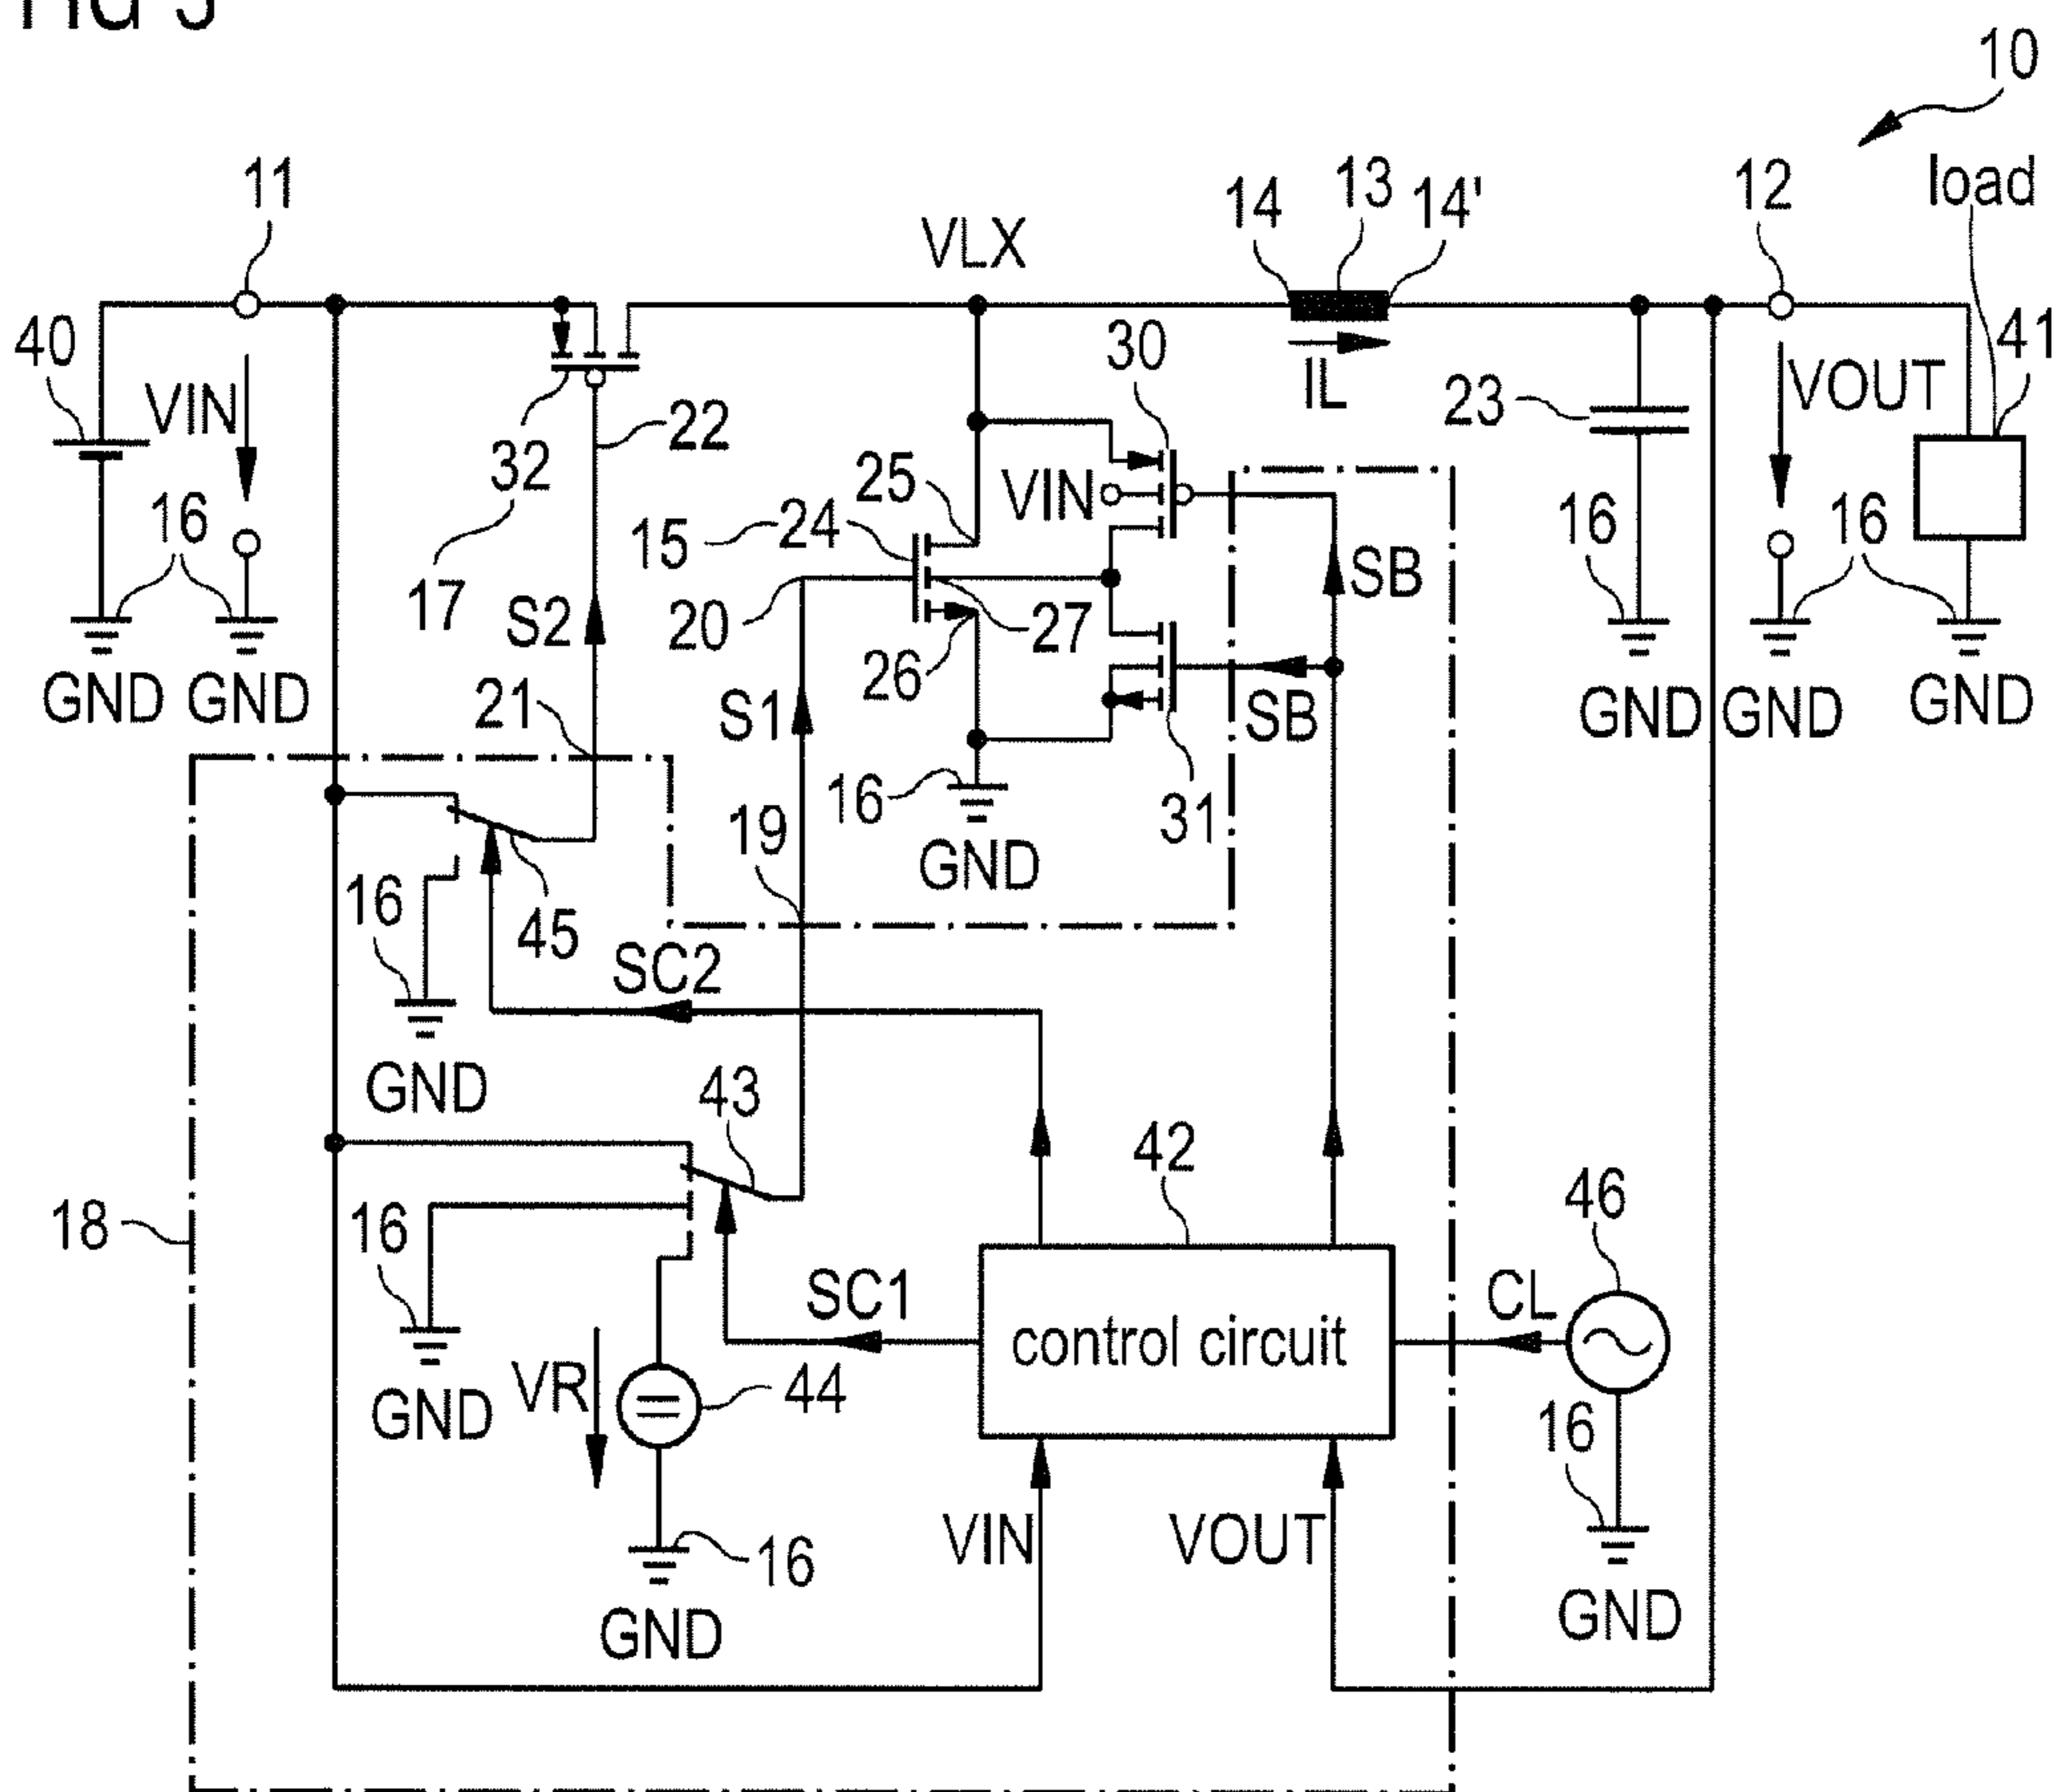 10
11
14
13
14'
12
load
VLX
40
VIN
32
22
30
IL
23
VOUT
41
25
VIN
17
15
24
16
16
16
S2
20
27
SB
26
21
S1
SB
GND
GND
GND
GND
GND
16
31
19
GND
16
45
SC2
GND
43
42
46
18
16
SC1
control circuit
CL
VR
44
GND
16
VIN
VOUT
16
GND
GND